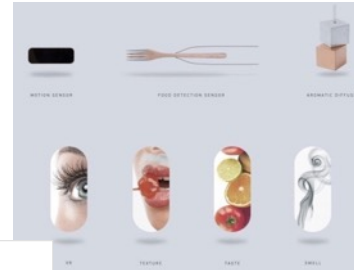 MOTION SENSOR
FOOD DETECTION SENSOR
AROMATIC DIFFUS
VR
TEXTURE
TASTE
SMELL